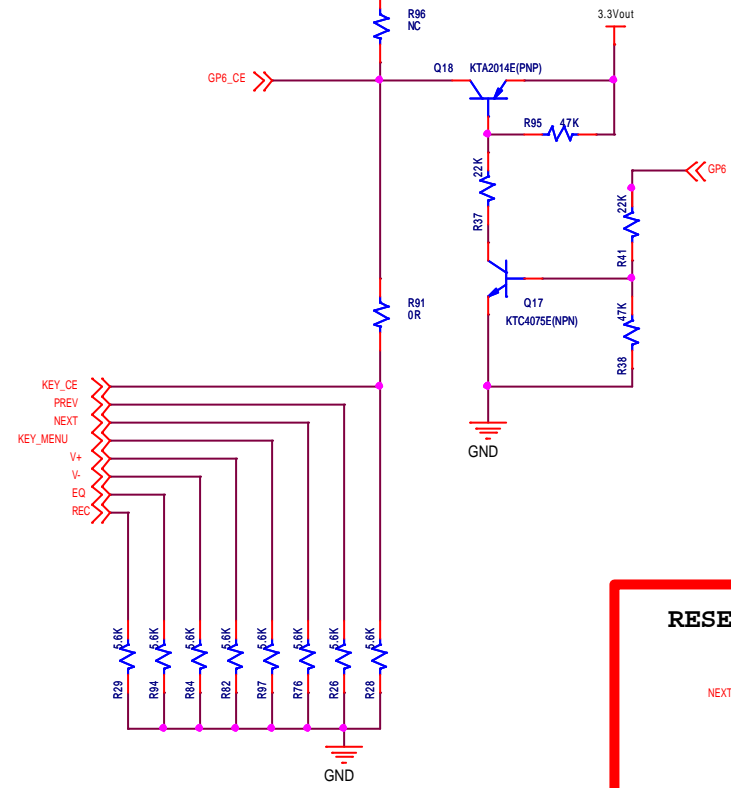 R96
NC
3.3Vout
GP6_CE
Q18 KTA2014E(PNP)
R95 47K
22K
R37
GP6
22K
R41
Q17
KTC4075E(NPN)
47K
R38
GND
R91
0R
KEY_CE
PREV
NEXT
KEY_MENU
V+
V-
EQ
REC
5.6K 5.6K 5.6K 5.6K 5.6K 5.6K 5.6K 5.6K
R29 R94 R84 R82 R97 R76 R26 R28
GND
RESE
NEXT